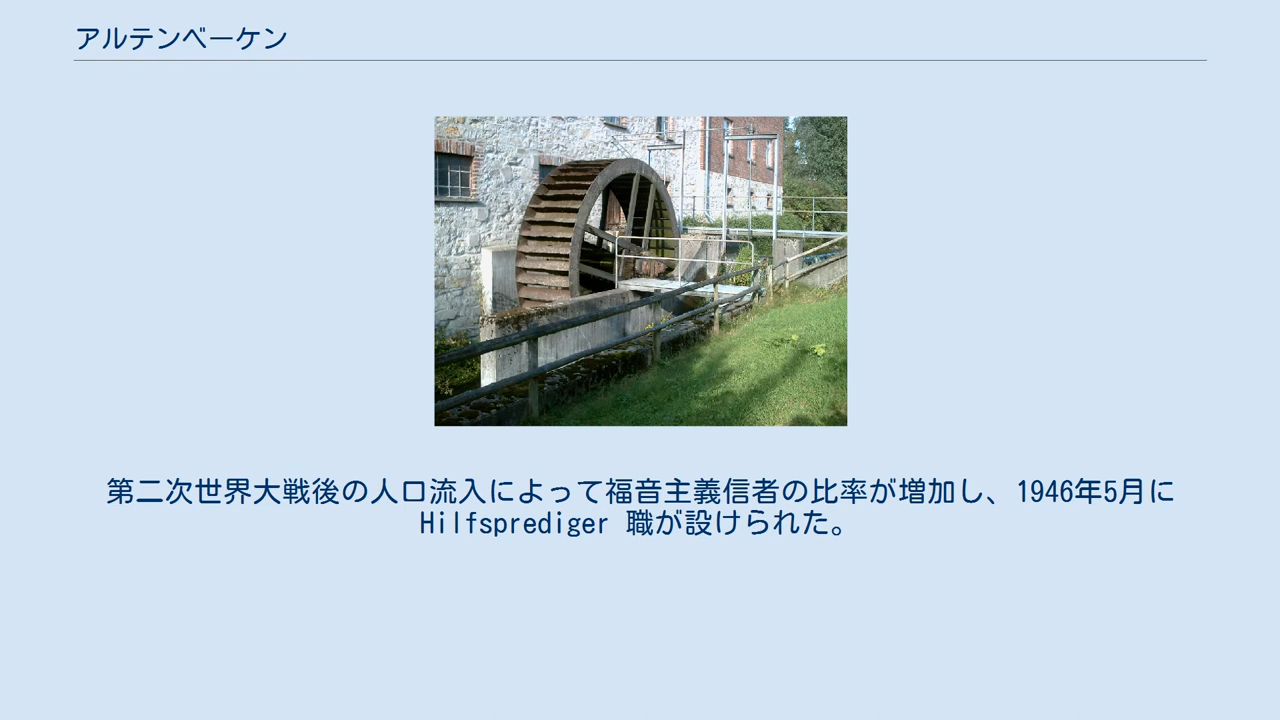 アルテンベーケン
第二次世界大戦後の人口流入によって福音主義信者の比率が増加し、1946年5月に
Hilfsprediger 職が設けられた。